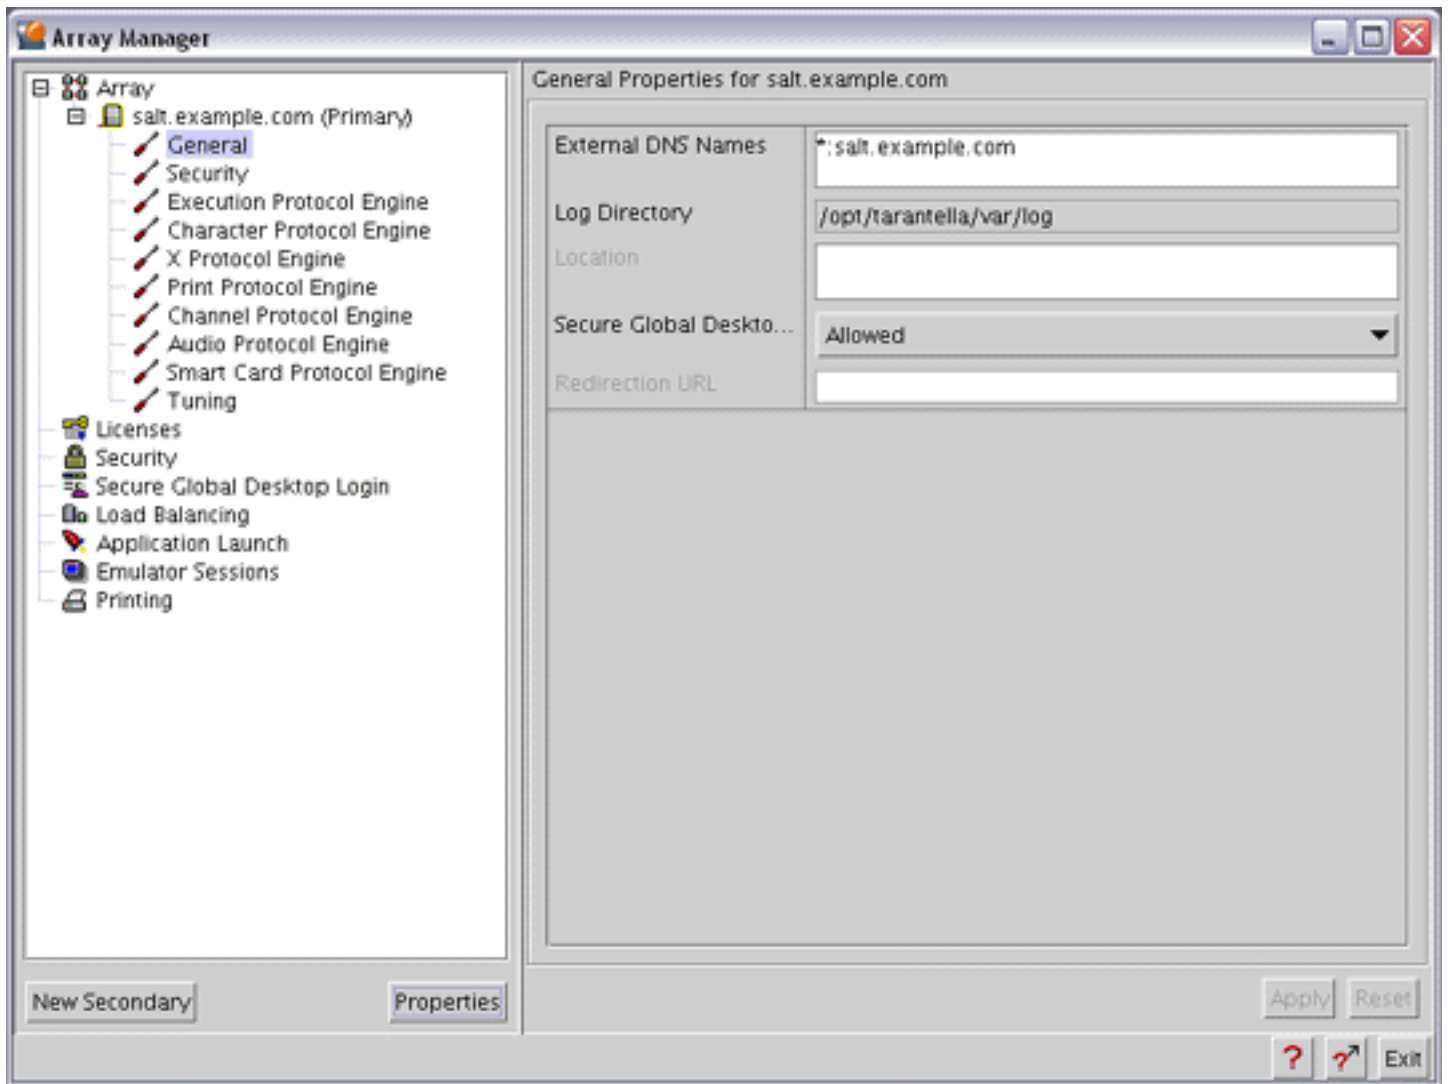 Array Manager
Array
salt.example.com (Primary)
General
Security
Execution Protocol Engine
Character Protocol Engine
X Protocol Engine
Print Protocol Engine
Channel Protocol Engine
Audio Protocol Engine
Smart Card Protocol Engine
Tuning
Licenses
Security
Secure Global Desktop Login
Load Balancing
Application Launch
Emulator Sessions
Printing
New Secondary
Properties
General Properties for salt.example.com
External DNS Names
*:salt.example.com
Log Directory
/opt/tarantella/var/log
Location
Secure Global Deskto...
Allowed
Redirection URL
Apply
Reset
?
?
Exit